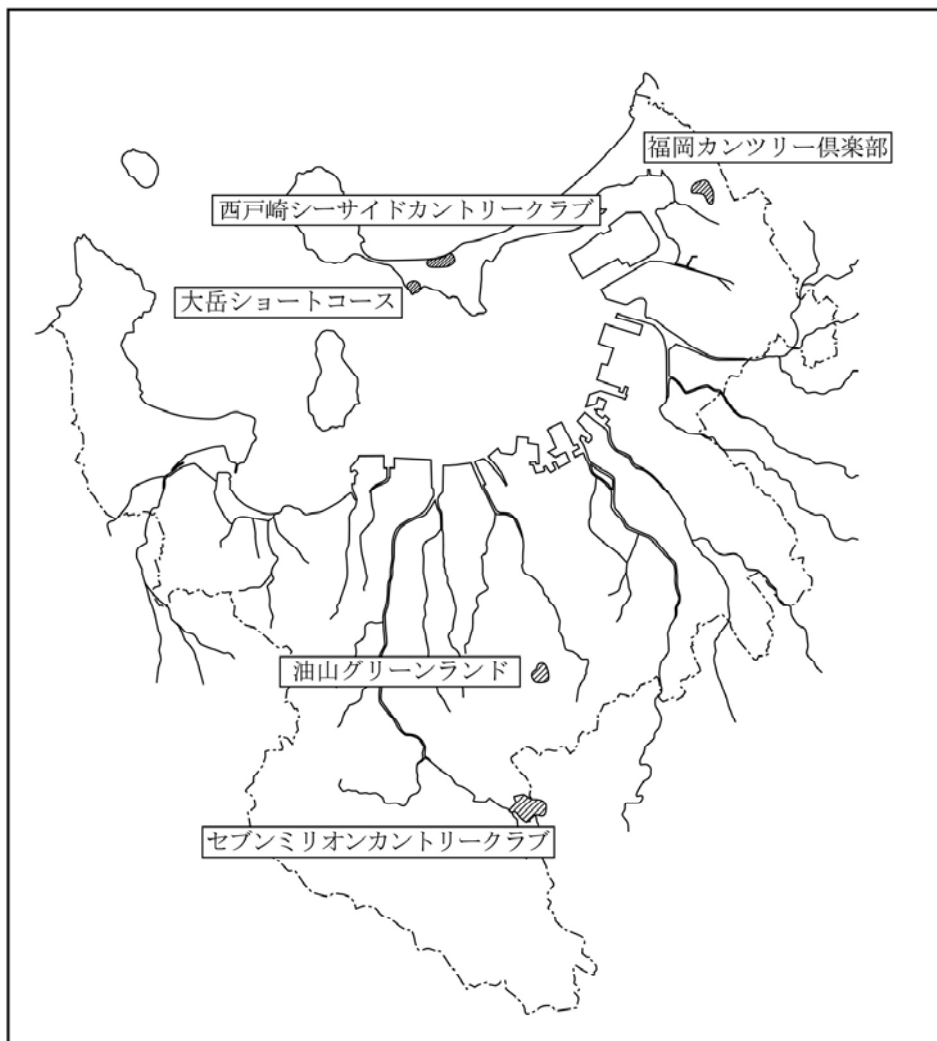 福岡カンツリー倶楽部
西戸崎シーサイドカントリークラブ
大岳ショートコース
油山グリーンランド
セブンミリオンカントリークラブ